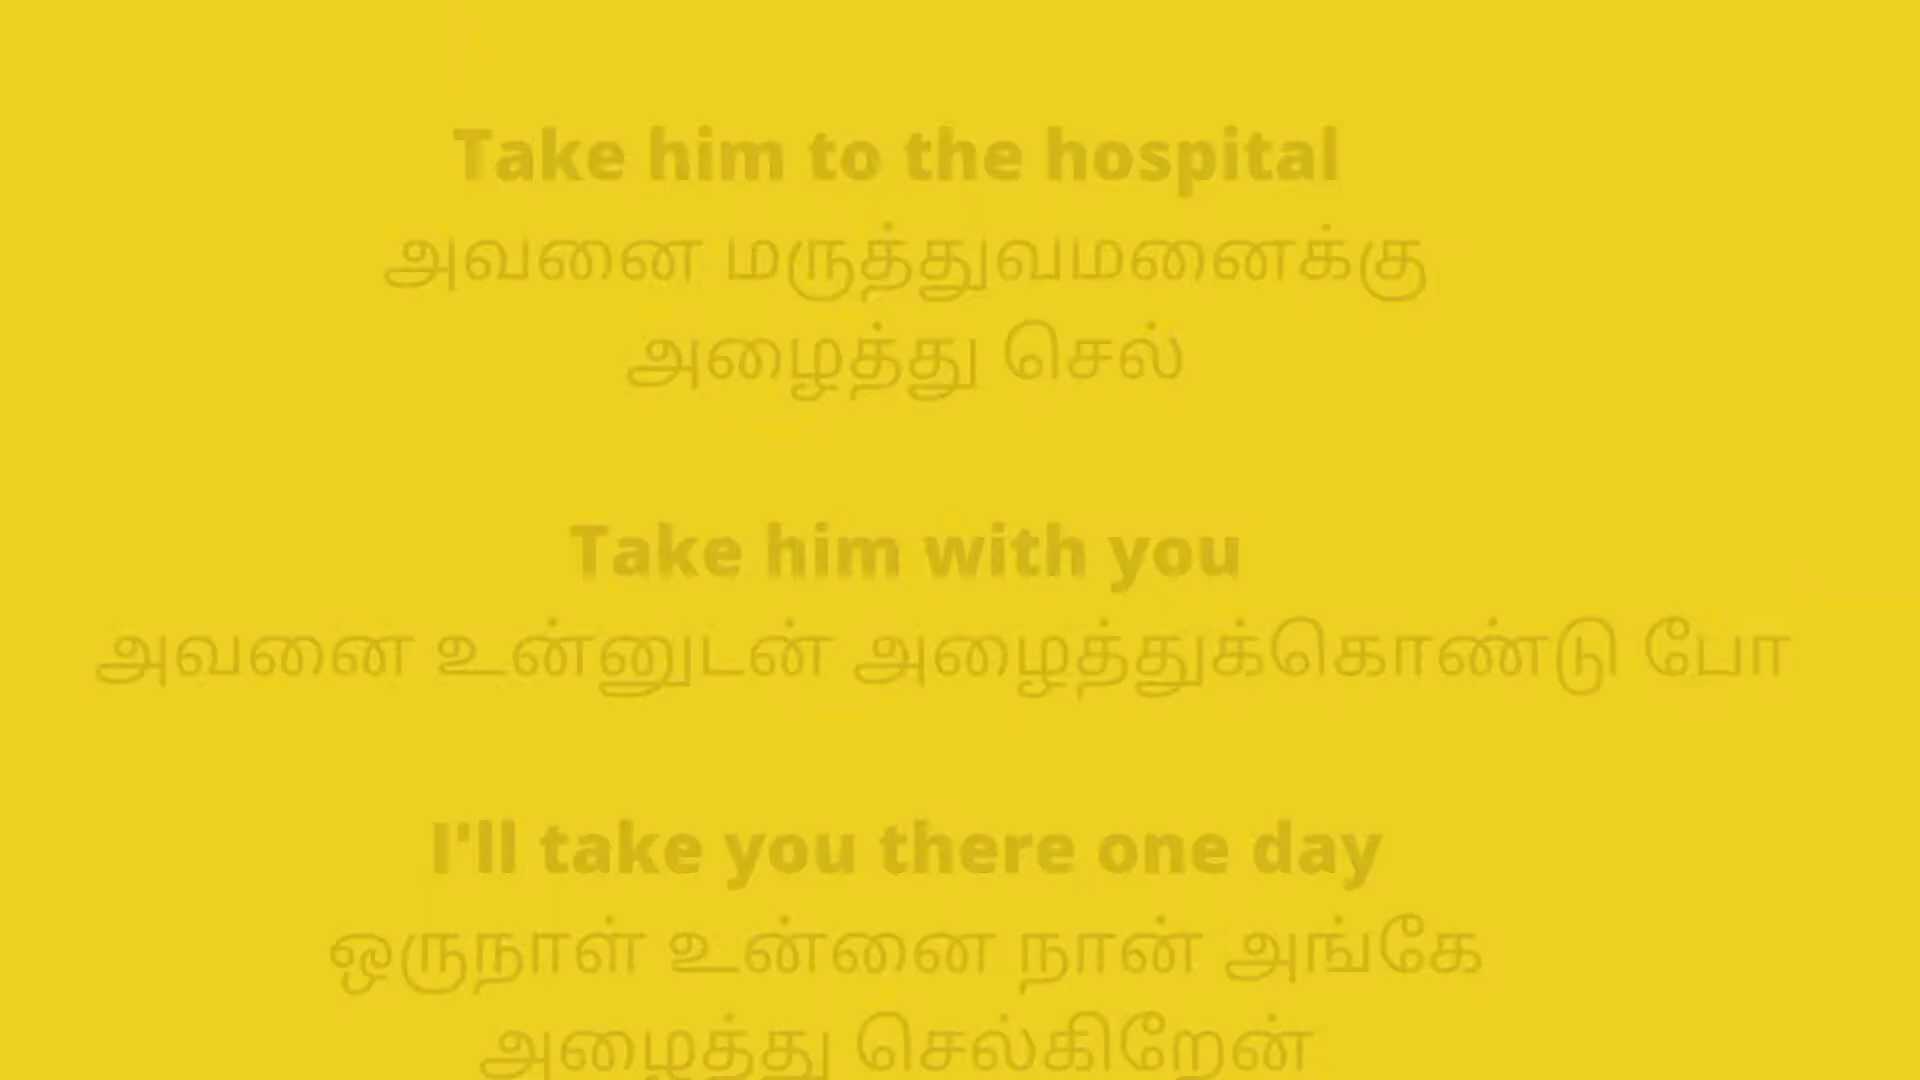 Take him to the hospital
அவனை மருத்துவமனைக்கு
அழைத்து செல்
Take him with you
அவனை உன்னுடன் அழைத்துக்கொண்டு போ
I'll take you there one day
ஒருநாள் உன்னை நான் அங்கே
அழைத்து செல்கிறேன்